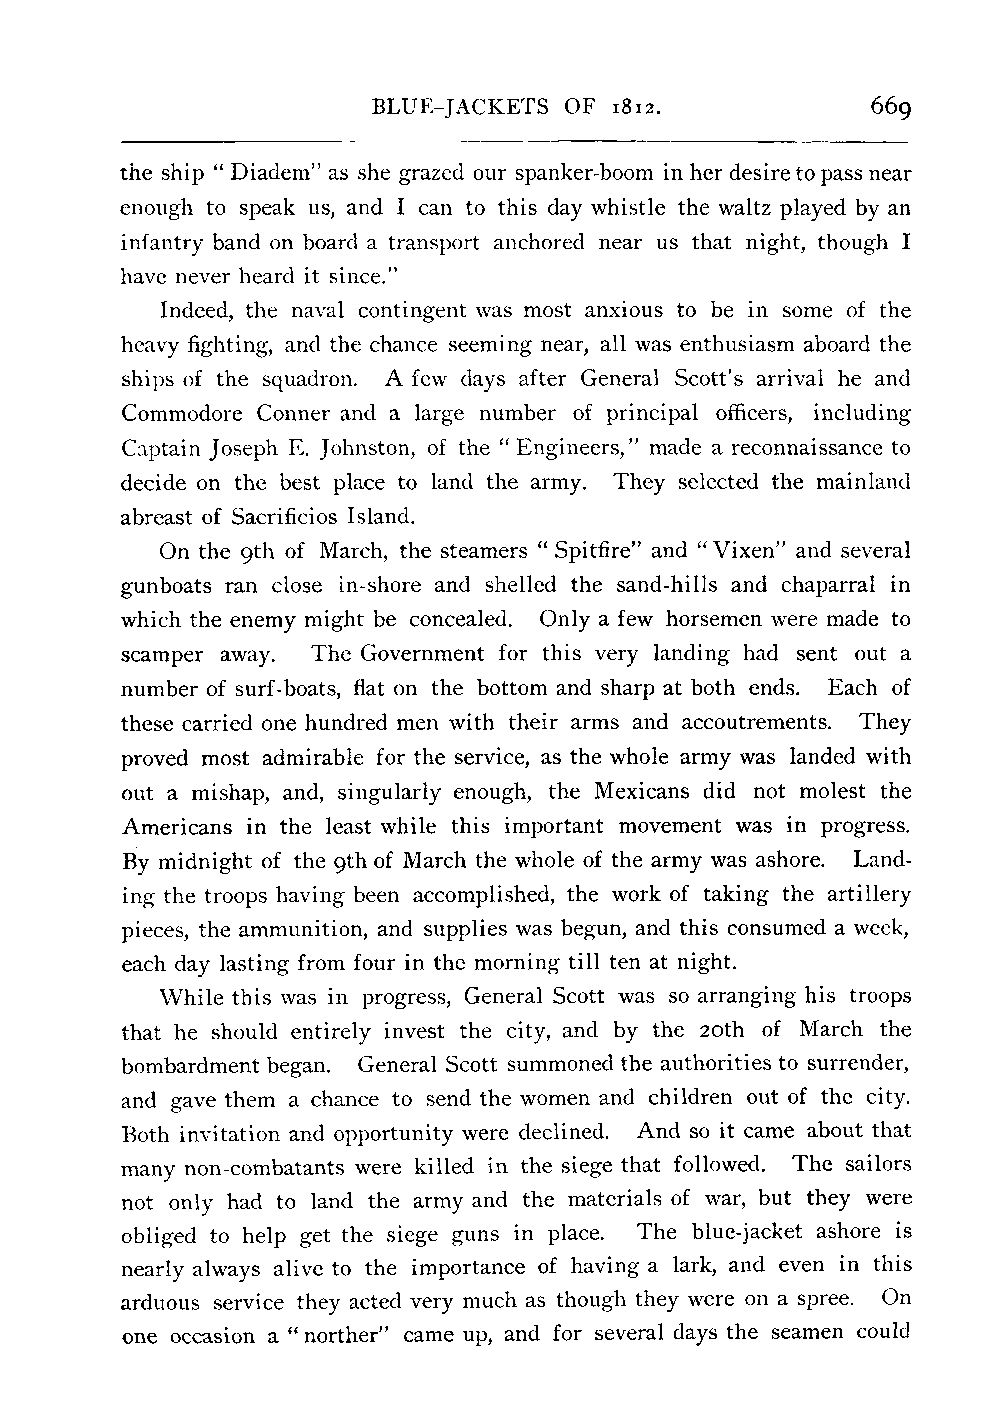 BLUE-JACKETS OF 1812. 669
the ship “ Diadem” as she grazed our spanker-boom in her desire to pass near
enough to speak us, and I can to this day whistle the waltz played by an
infantry band on board a transport anchored near us that night, though I
have never heard it since.”
Indeed, the naval contingent was most anxious to be in some of the
heavy fighting, and the chance seeming near, all was enthusiasm aboard the
ships of the squadron. A few days after General Scott's arrival he and
Commodore Conner and a large number of principal officers, including
Captain Joseph E. Johnston, of the “ Engineers,” made a reconnaissance to
decide on the best place to land the army. They selected the mainland
abreast of Sacrificios Island.
On the 9th of March, the steamers “ Spitfire” and “ Vixen” and several
gunboats ran close in-shore and shelled the sand-hills and chaparral in
which the enemy might be concealed. Only a few horsemen were made to
scamper away. The Government for this very landing had sent out a
number of surf-boats, flat on the bottom and sharp at both ends. Each of
these carried one hundred men with their arms and accoutrements. They
proved most admirable for the service, as the whole army was landed with
out a mishap, and, singularly enough, the Mexicans did not molest the
Americans in the least while this important movement was in progress.
By midnight of the 9th of March the whole of the army was ashore. Land-
ing the troops having been accomplished, the work of taking the artillery
pieces, the ammunition, and supplies was begun, and this consumed a week,
each day lasting from four in the morning till ten at night.
While this was in progress, General Scott was so arranging his troops
that he should entirely invest the city, and by the 20th of March the
bombardment began. General Scott summoned the authorities to surrender,
and gave them a chance to send the women and children out of the city.
Both invitation and opportunity were declined. And so it came about that
many non-combatants were killed in the siege that followed. The sailors
not only had to land the army and the materials of war, but they were
obliged to help get the siege guns in place. The blue-jacket ashore is
nearly always alive to the importance of having a lark, and even in this
arduous service they acted very much as though they were on a spree. On
one occasion a “ norther” came up, and for several days the seamen could